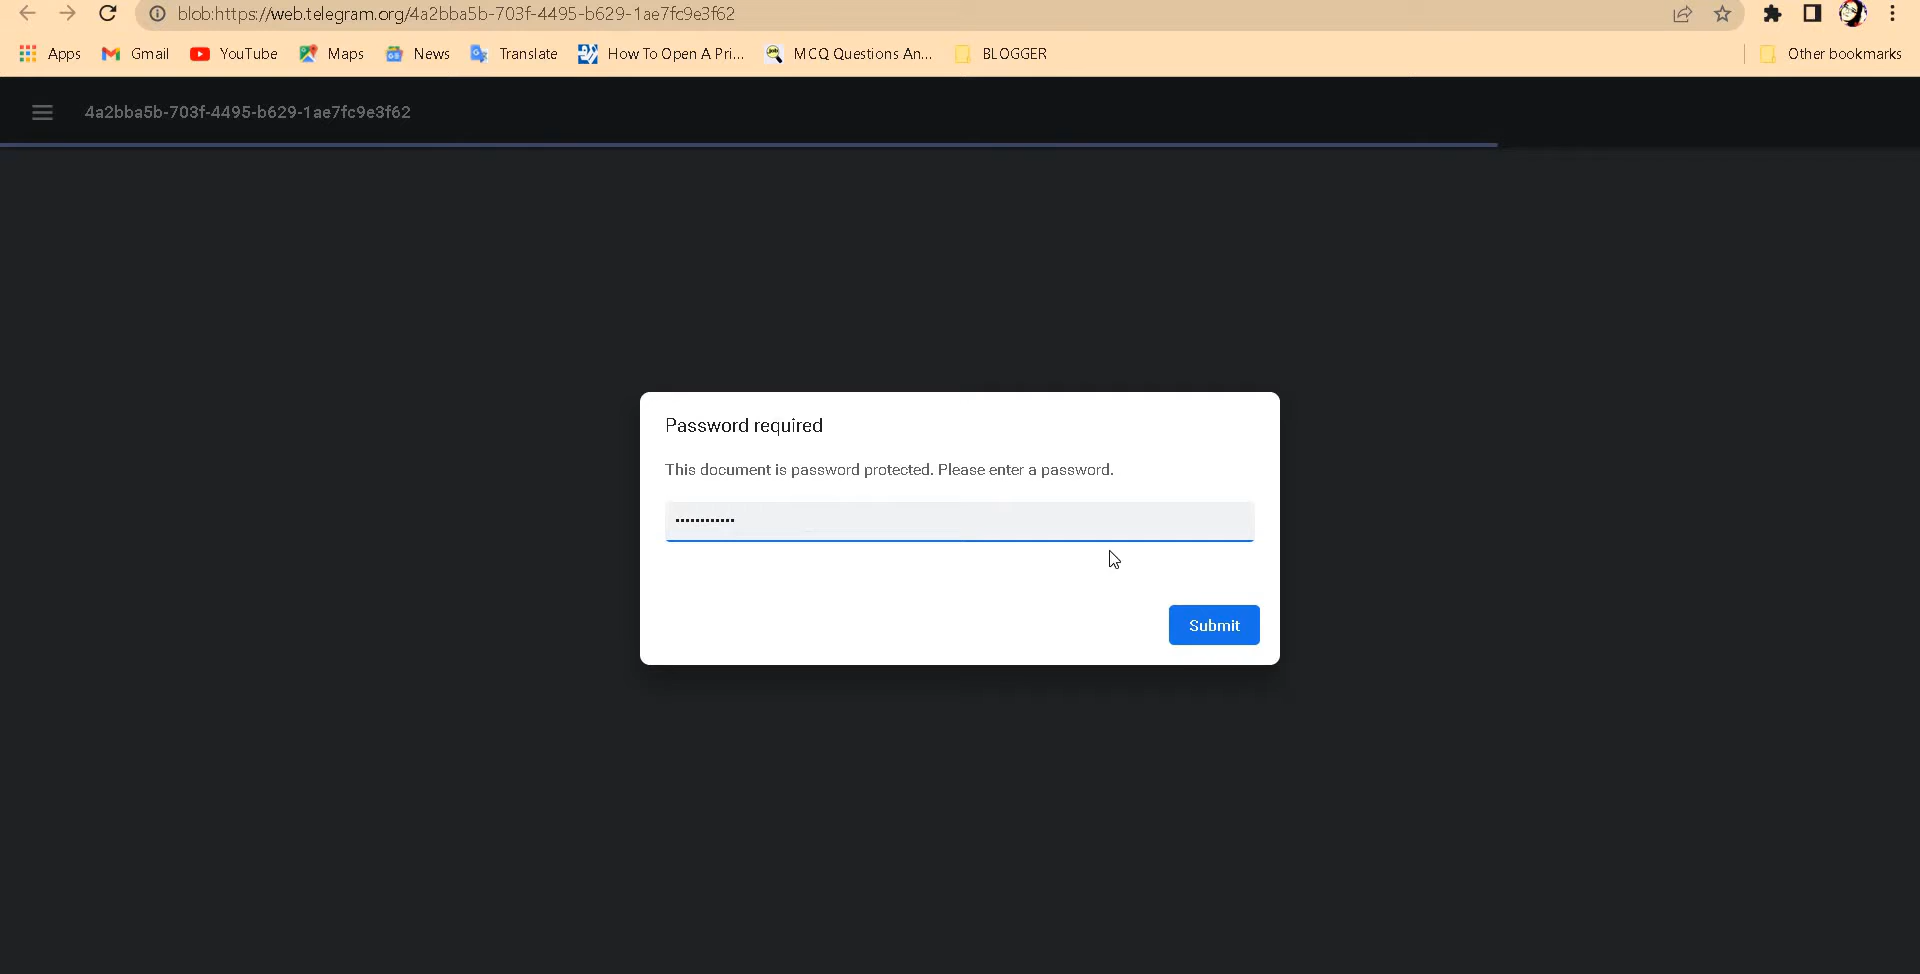 blob:https://web.telegram.org/4a2bba5b-703f-4495-b629-1ae7fc9e3f62
Apps Gmail YouTube Maps News Translate How To Open A Pri... MCQ Questions An... BLOGGER Other bookmarks
4a2bba5b-703f-4495-b629-1ae7fc9e3f62
Password required
This document is password protected. Please enter a password.
••••••••••••
Submit